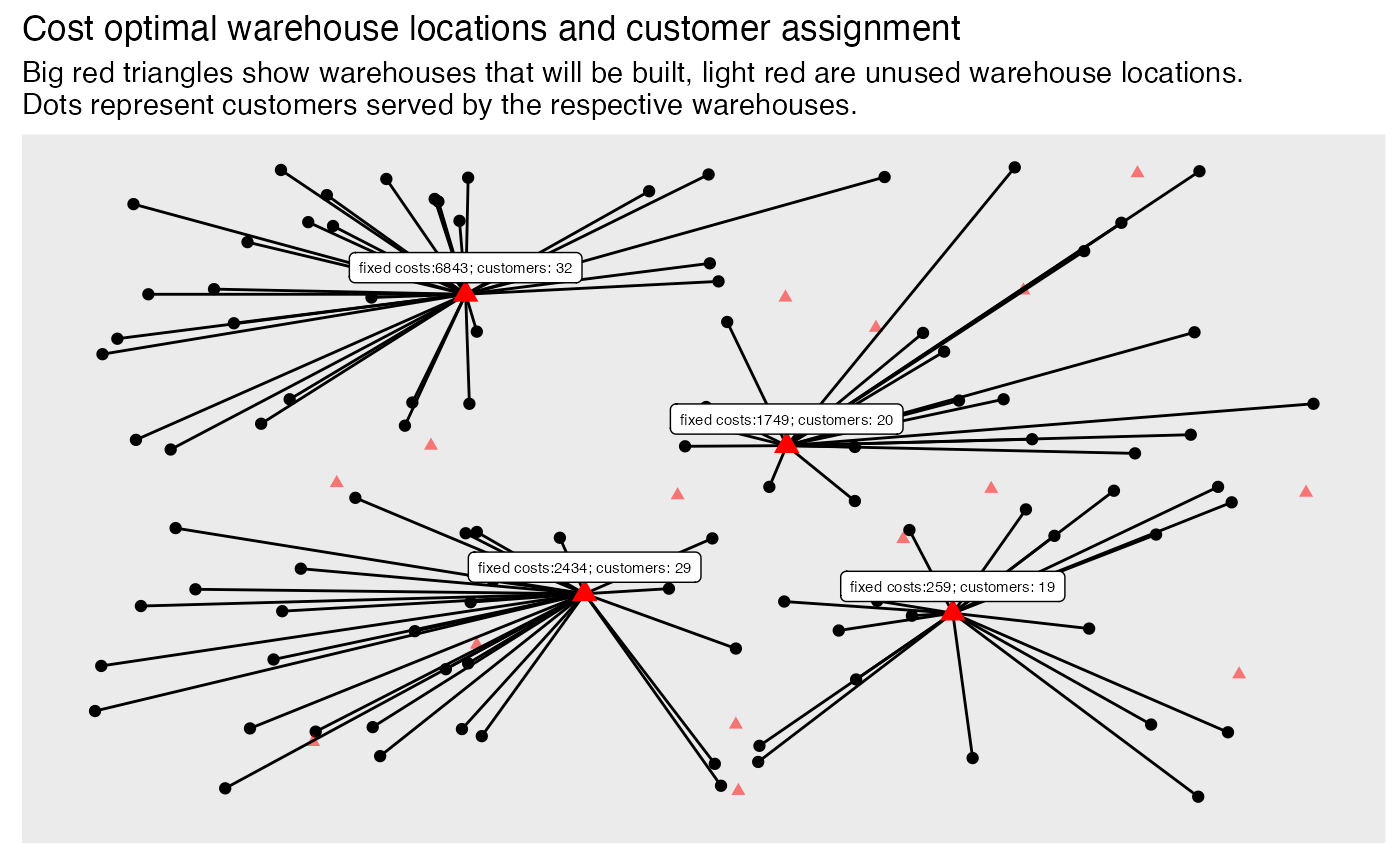 Cost optimal warehouse locations and customer assignment
Big red triangles show warehouses that will be built, light red are unused warehouse locations.
Dots represent customers served by the respective warehouses.
fixed costs:6843; customers: 32
fixed costs:1749; customers: 20
fixed costs:2434; customers: 29
fixed costs:259; customers: 19